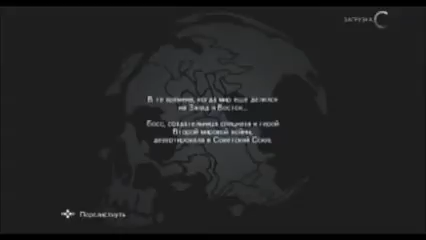 ЗАГРУЗКА
В те времена, когда мир еще делился
на Запад и Восток...
Босс, создательница спецназа и герой
Второй мировой войны,
дезертировала в Советский Союз.
Перелистнуть